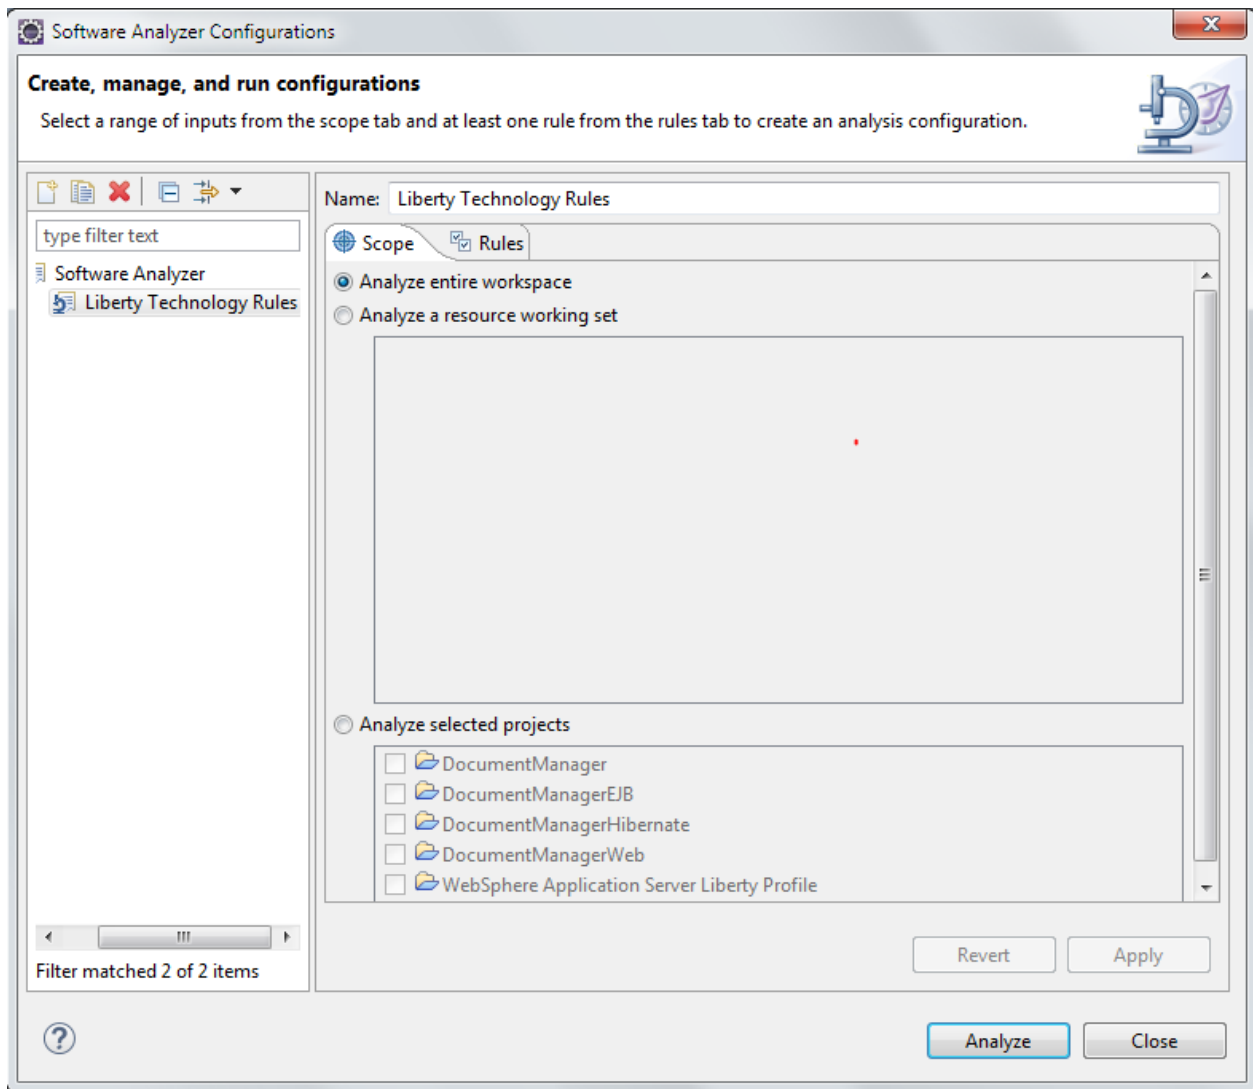 Software Analyzer Configurations
Create, manage, and run configurations
Select a range of inputs from the scope tab and at least one rule from the rules tab to create an analysis configuration.
type filter text
Software Analyzer
Liberty Technology Rules
Filter matched 2 of 2 items
Name: Liberty Technology Rules
Scope Rules
Analyze entire workspace
Analyze a resource working set
Analyze selected projects
DocumentManager
DocumentManagerEJB
DocumentManagerHibernate
DocumentManagerWeb
WebSphere Application Server Liberty Profile
Revert Apply
Analyze Close